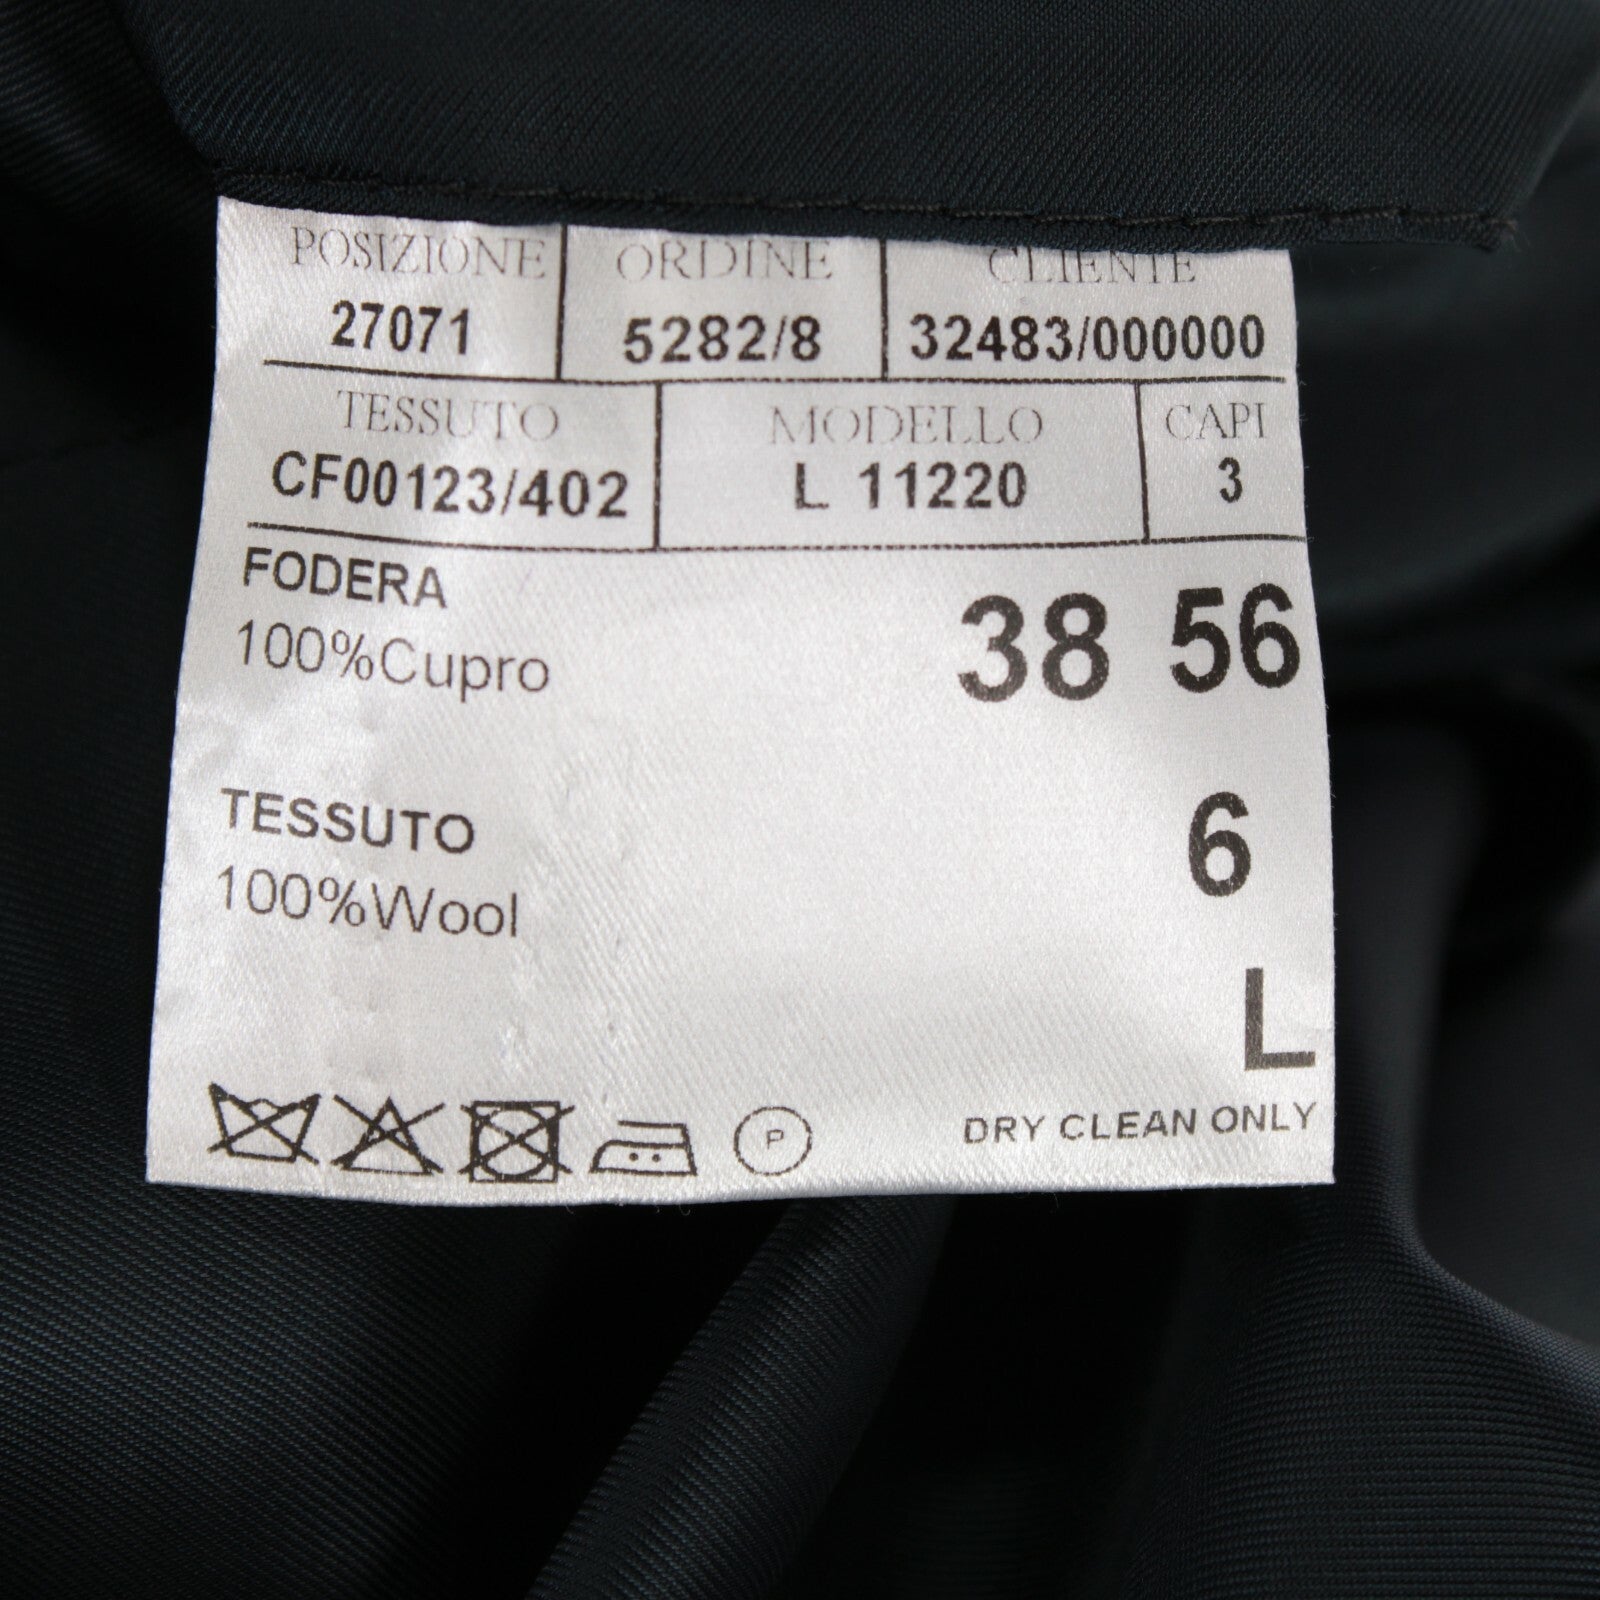 POSIZIONE ORDINE CLIENTE
27071 5282/8 32483/000000
TESSUTO MODELLO CAPI
CF00123/402 L 11220 3
FODERA
100%Cupro 38 56
TESSUTO 6
100%Wool
L
P DRY CLEAN ONLY